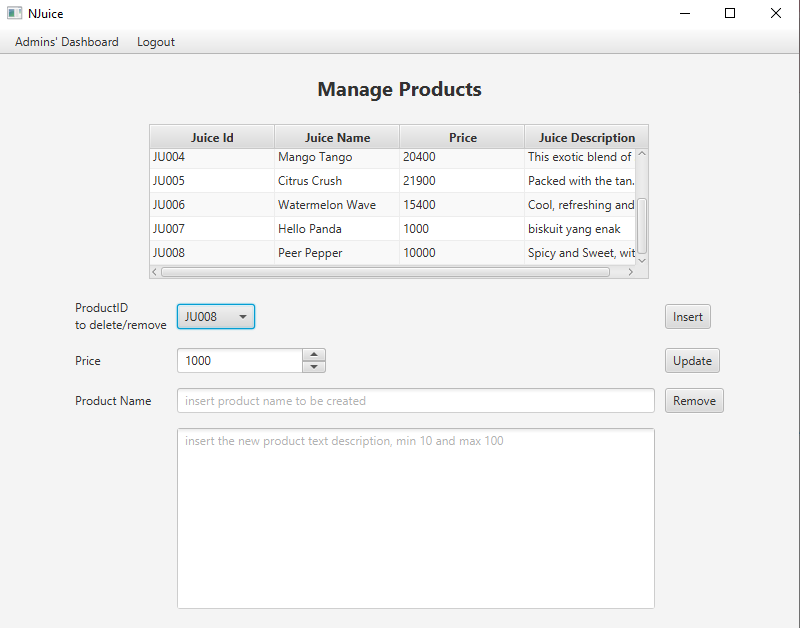 NJuice
Admins' Dashboard Logout
Manage Products
Juice Id Juice Name Price Juice Description
JU004 Mango Tango 20400 This exotic blend of
JU005 Citrus Crush 21900 Packed with the tan.
JU006 Watermelon Wave 15400 Cool, refreshing and
JU007 Hello Panda 1000 biskuit yang enak
JU008 Peer Pepper 10000 Spicy and Sweet, wit
ProductID
to delete/remove JU008 Insert
Price 1000 Update
Product Name insert product name to be created Remove
insert the new product text description, min 10 and max 100